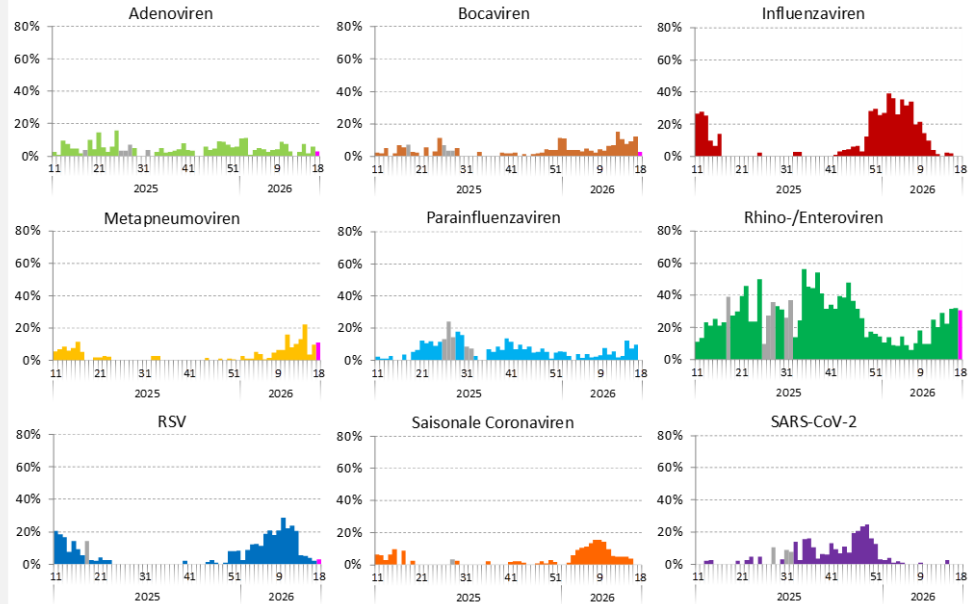 Adenoviren Bocaviren Influenzaviren
80% 80% 80%
60% 60% 60%
40% 40% 40%
20% 20% 20%
0% 0% 0%
11 21 31 41 51 9 18 11 21 31 41 51 9 18 11 21 31 41 51 9 18
2025 2026 2025 2026 2025 2026
Metapneumoviren Parainfluenzaviren Rhino-/Enteroviren
80% 80% 80%
60% 60% 60%
40% 40% 40%
20% 20% 20%
0% 0% 0%
11 21 31 41 51 9 18 11 21 31 41 51 9 18 11 21 31 41 51 9 18
2025 2026 2025 2026 2025 2026
RSV Saisonale Coronaviren SARS-CoV-2
80% 80% 80%
60% 60% 60%
40% 40% 40%
20% 20% 20%
0% 0% 0%
11 21 31 41 51 9 18 11 21 31 41 51 9 18 11 21 31 41 51 9 18
2025 2026 2025 2026 2025 2026